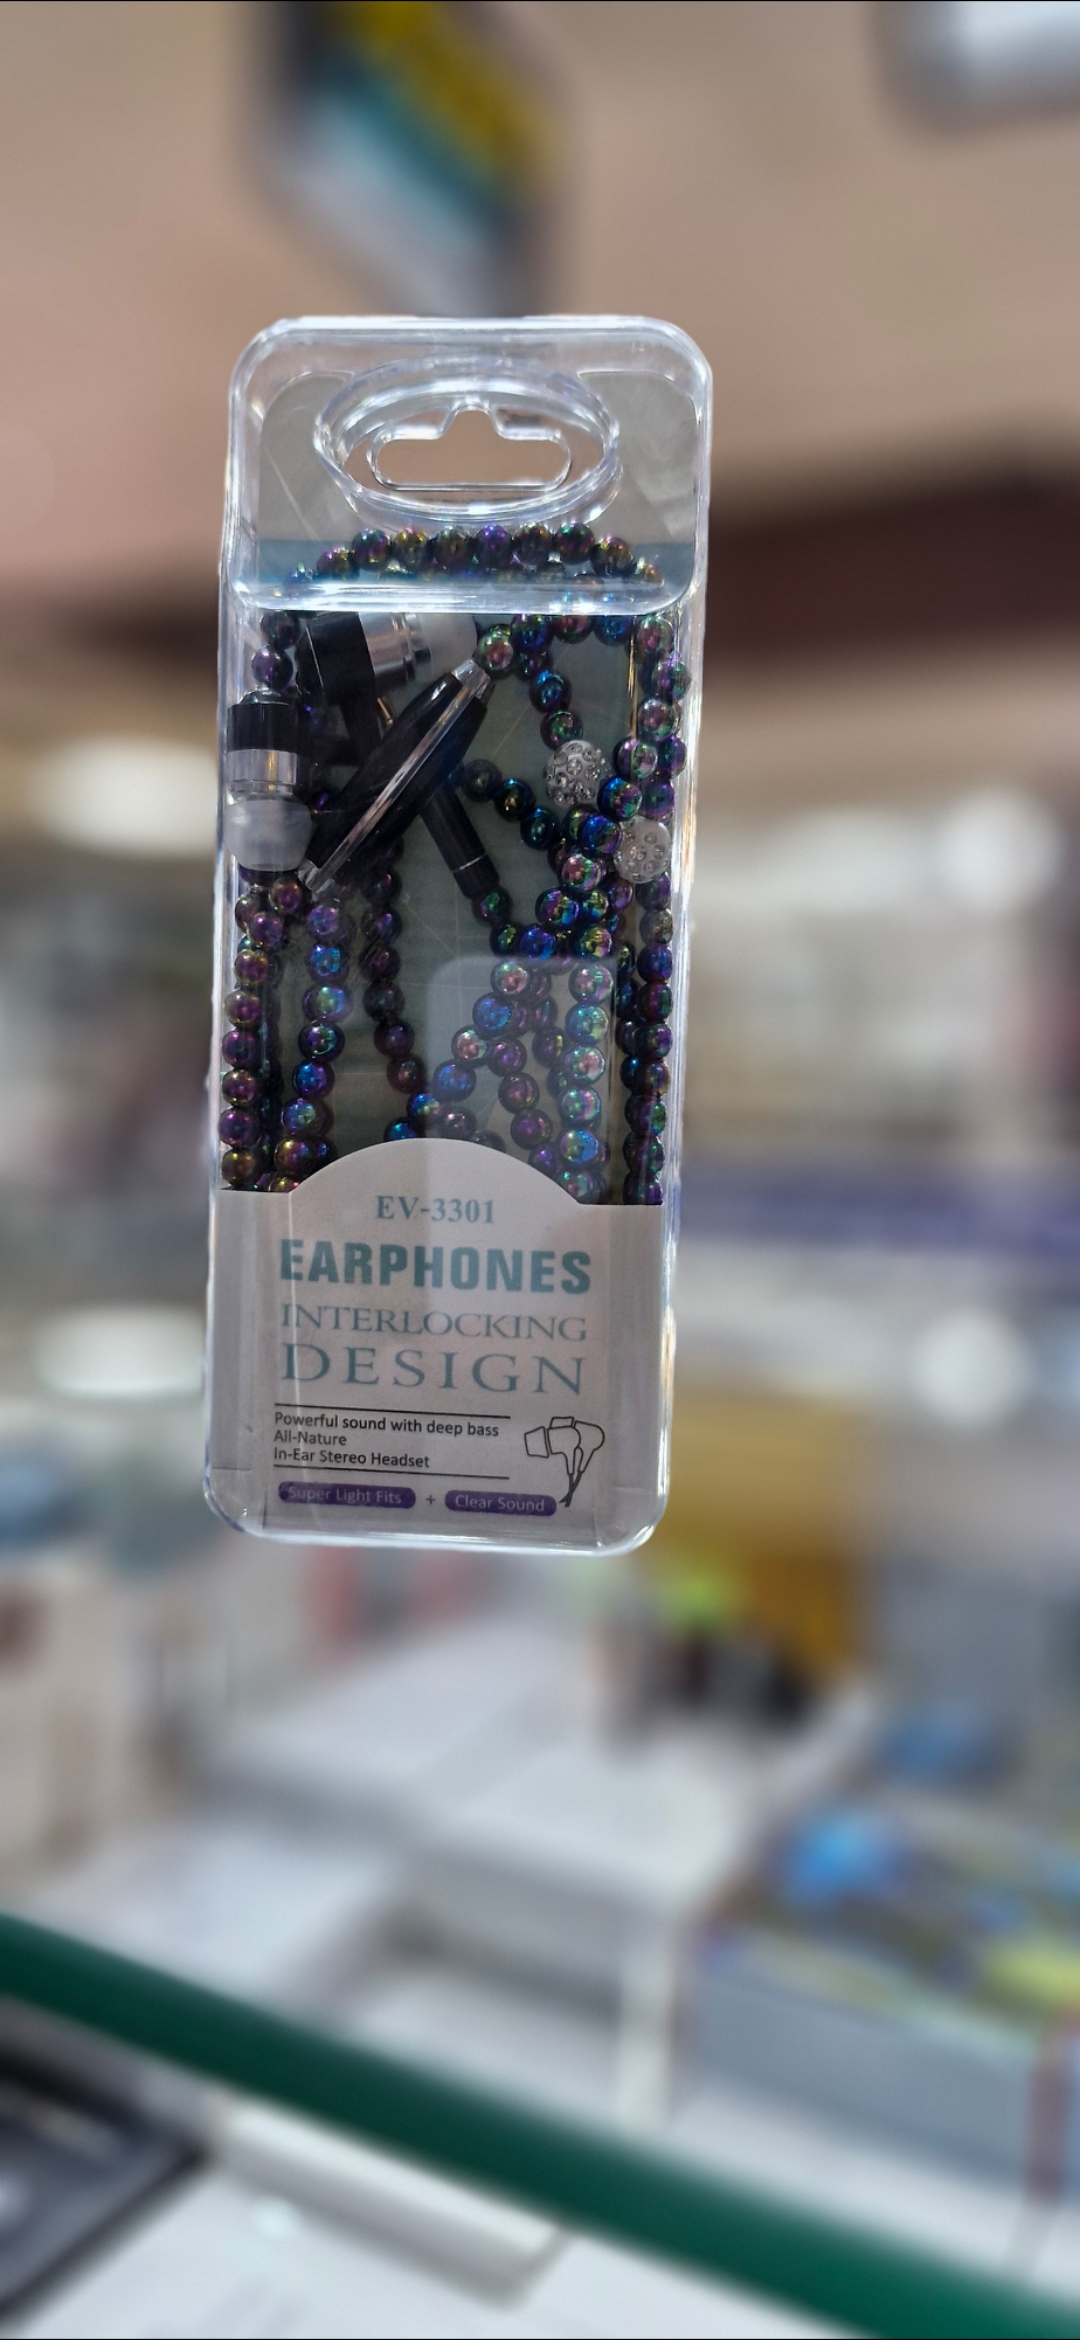 EV-3301
EARPHONES
INTERLOCKING
DESIGN
Powerful sound with deep bass
All-Nature
In-Ear Stereo Headset
Super Light Fits + Clear Sound